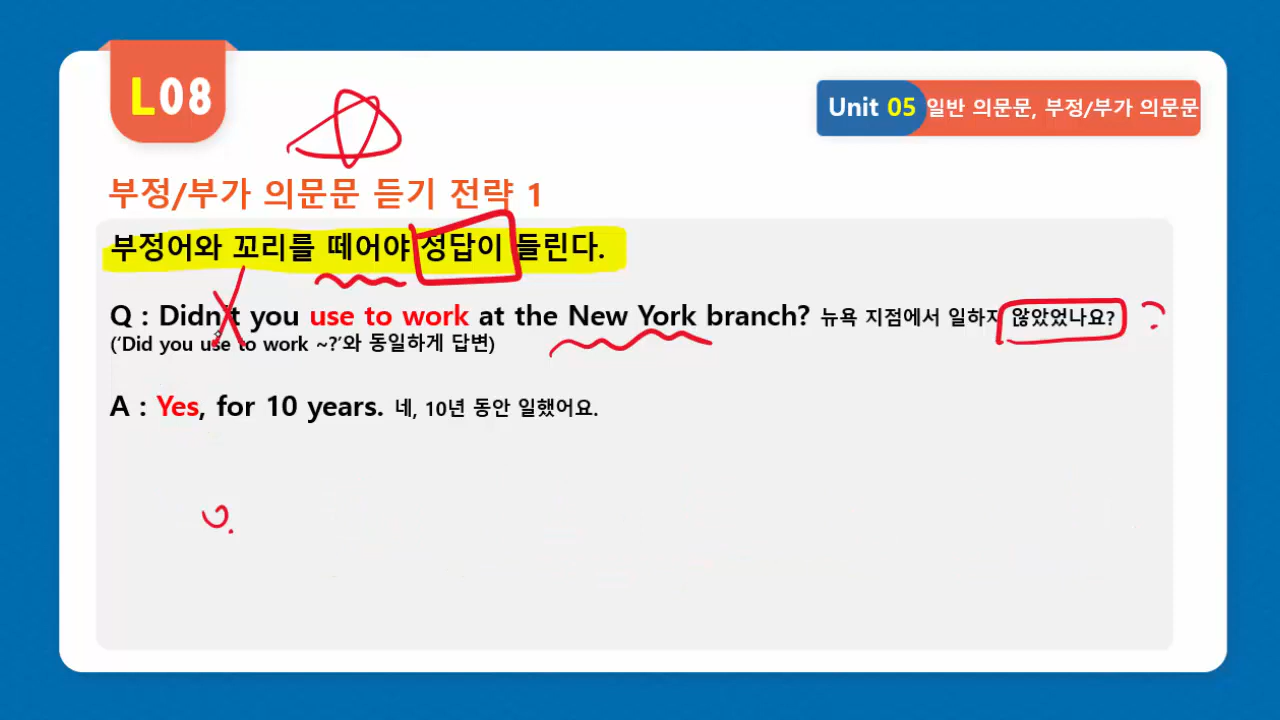 L08
Unit 05 일반 의문문, 부정/부가 의문문
부정/부가 의문문 듣기 전략 1
부정어와 꼬리를 떼어야 정답이 들린다.
Q : Didn't you use to work at the New York branch? 뉴욕 지점에서 일하지 않았었나요?
(‘Did you use to work ~?’와 동일하게 답변)
A : Yes, for 10 years. 네, 10년 동안 일했어요.